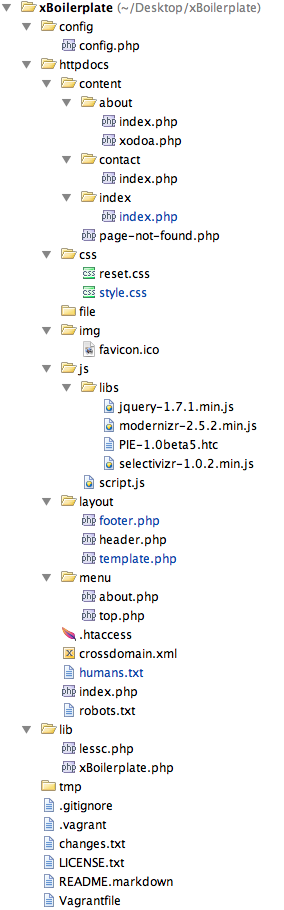 xBoilerplate (~/Desktop/xBoilerplate)
config
php config.php
httpdocs
content
about
php index.php
php xodoa.php
contact
php index.php
index
php index.php
php page-not-found.php
css
CSS reset.css
CSS style.css
file
img
favicon.ico
js
libs
jquery-1.7.1.min.js
modernizr-2.5.2.min.js
PIE-1.0beta5.htc
selectivizr-1.0.2.min.js
script.js
layout
php footer.php
php header.php
php template.php
menu
php about.php
php top.php
.htaccess
crossdomain.xml
humans.txt
php index.php
robots.txt
lib
php lessc.php
php xBoilerplate.php
tmp
.gitignore
.vagrant
changes.txt
LICENSE.txt
README.markdown
Vagrantfile